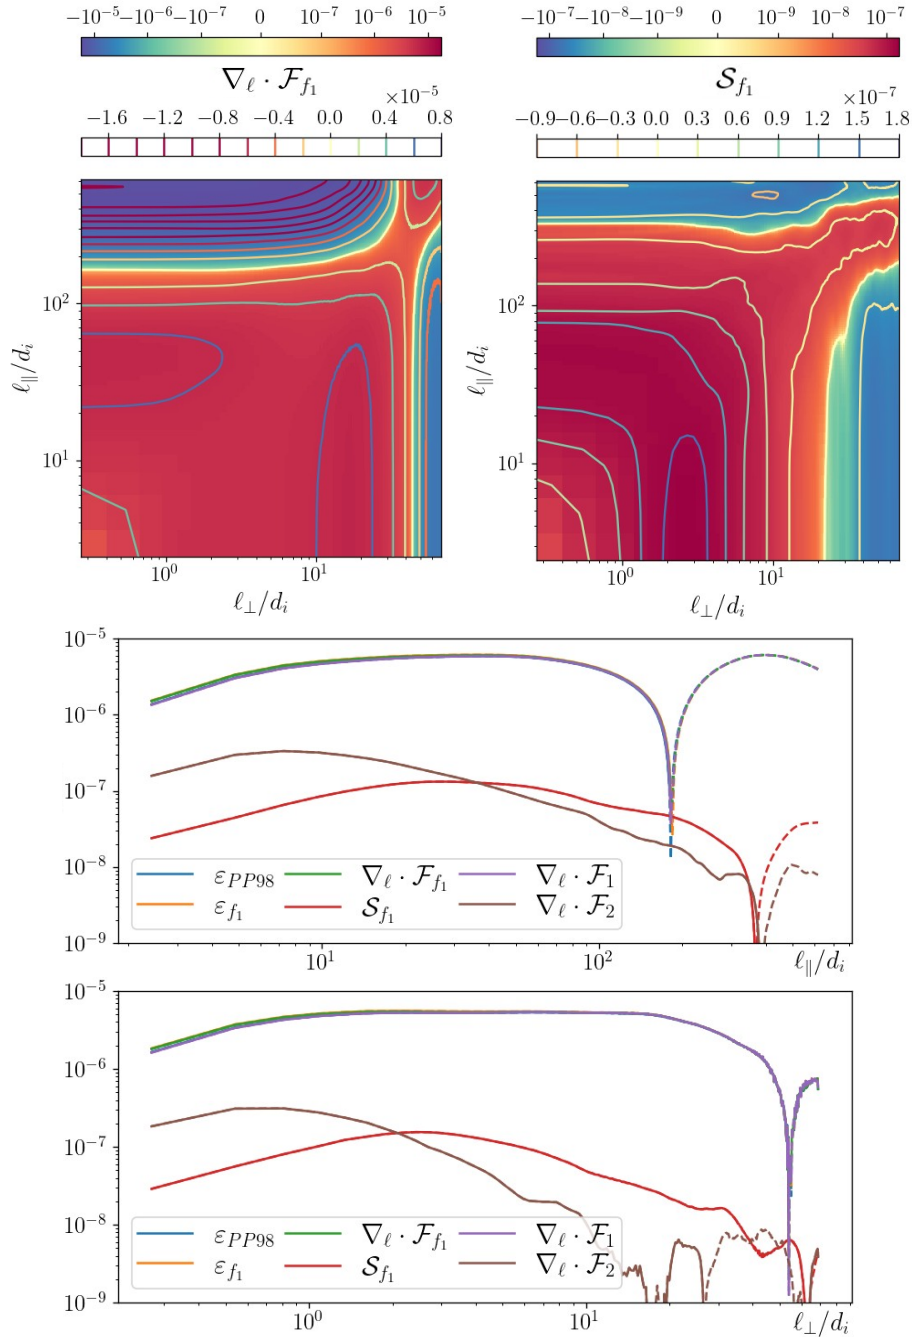 −10⁻⁵ −10⁻⁶ −10⁻⁷ 0 10⁻⁷ 10⁻⁶ 10⁻⁵
∇ℓ · 𝓕f₁
×10⁻⁵
−1.6 −1.2 −0.8 −0.4 0.0 0.4 0.8
10²
10¹
ℓ∥/dᵢ
10⁰ 10¹
ℓ⊥/dᵢ
−10⁻⁷ −10⁻⁸ −10⁻⁹ 0 10⁻⁹ 10⁻⁸ 10⁻⁷
𝓢f₁
×10⁻⁷
−0.9 −0.6 −0.3 0.0 0.3 0.6 0.9 1.2 1.5 1.8
10²
10¹
ℓ∥/dᵢ
10⁰ 10¹
ℓ⊥/dᵢ
10⁻⁵
10⁻⁶
10⁻⁷
10⁻⁸
10⁻⁹
εPP98 ∇ℓ · 𝓕f₁ ∇ℓ · 𝓕₁
εf₁ 𝓢f₁ ∇ℓ · 𝓕₂
10¹ 10² ℓ∥/dᵢ
10⁻⁵
10⁻⁶
10⁻⁷
10⁻⁸
10⁻⁹
εPP98 ∇ℓ · 𝓕f₁ ∇ℓ · 𝓕₁
εf₁ 𝓢f₁ ∇ℓ · 𝓕₂
10⁰ 10¹ ℓ⊥/dᵢ